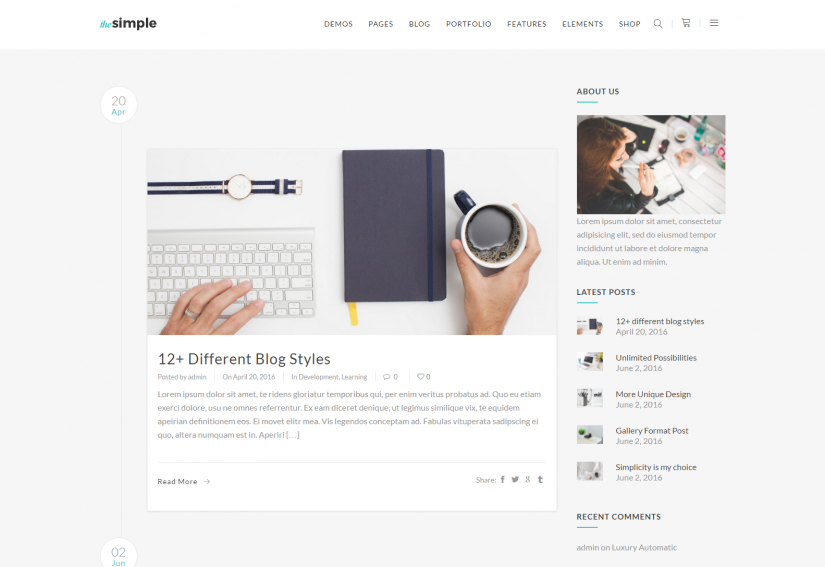 thesimple
DEMOS PAGES BLOG PORTFOLIO FEATURES ELEMENTS SHOP
20
Apr
12+ Different Blog Styles
Posted by admin On April 20, 2016 In Development, Learning 0 0
Lorem ipsum dolor sit amet, te ridens gloriatur temporibus qui, per enim veritus probatus ad. Quo eu etiam
exerci dolore, usu ne omnes referrentur. Ex eam diceret denique, ut legimus similique vix, te equidem
apeirian definitionem eos. Ei movet elitr mea. Vis legendos conceptam ad. Fabulas vituperata sadipscing ei
quo, altera numquam est in. Aperiri [...]
Read More →
Share:
02
Jun
ABOUT US
Lorem ipsum dolor sit amet, consectetur
adipisicing elit, sed do eiusmod tempor
incididunt ut labore et dolore magna
aliqua. Ut enim ad minim.
LATEST POSTS
12+ different blog styles
April 20, 2016
Unlimited Possibilities
June 2, 2016
More Unique Design
June 2, 2016
Gallery Format Post
June 2, 2016
Simplicity is my choice
June 2, 2016
RECENT COMMENTS
admin on Luxury Automatic